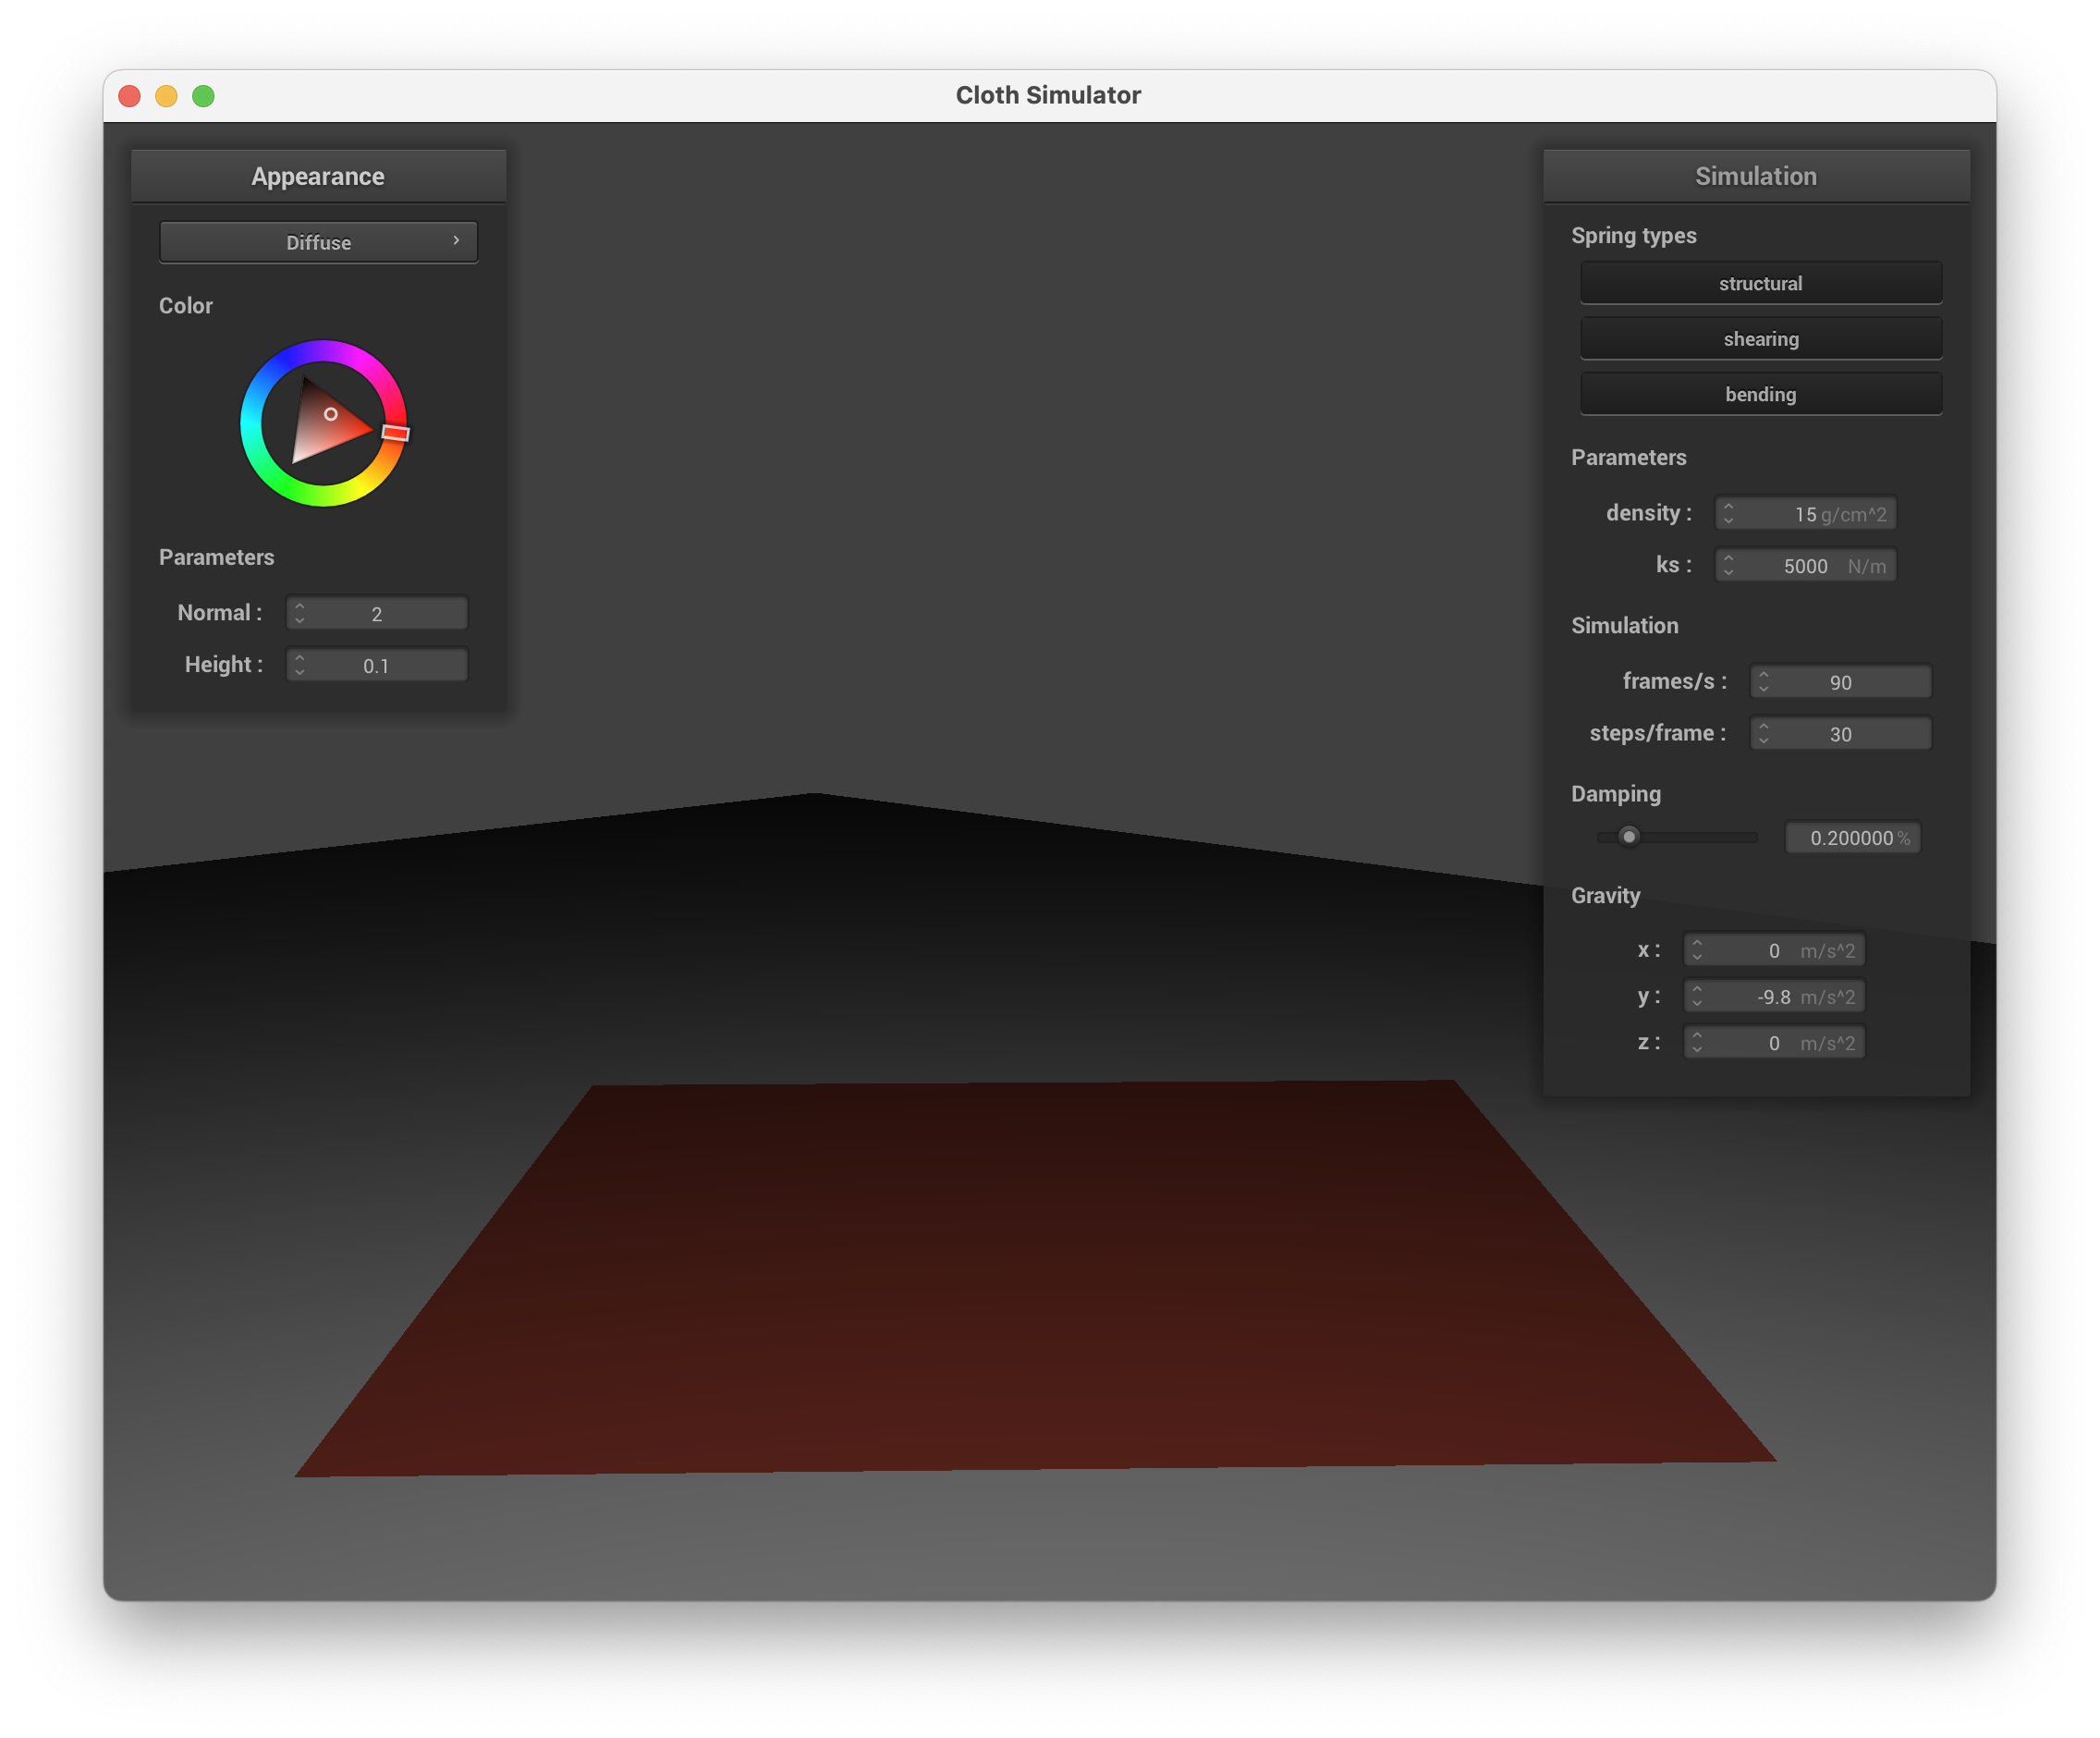 Cloth Simulator
Appearance
Diffuse
Color
Parameters
Normal : 2
Height : 0.1
Simulation
Spring types
structural
shearing
bending
Parameters
density : 15 g/cm^2
ks : 5000 N/m
Simulation
frames/s : 90
steps/frame : 30
Damping
0.200000 %
Gravity
x : 0 m/s^2
y : -9.8 m/s^2
z : 0 m/s^2